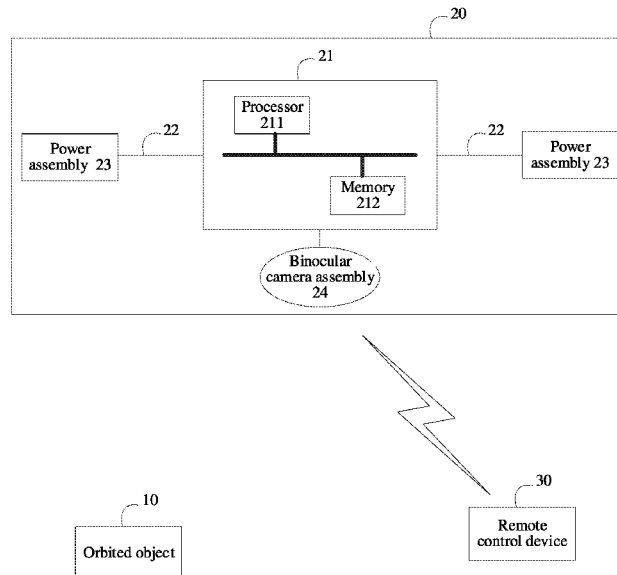 20
21
Processor
211
22
22
Power
assembly 23
Power
assembly 23
Memory
212
Binocular
camera assembly
24
10
30
Orbited object
Remote
control device